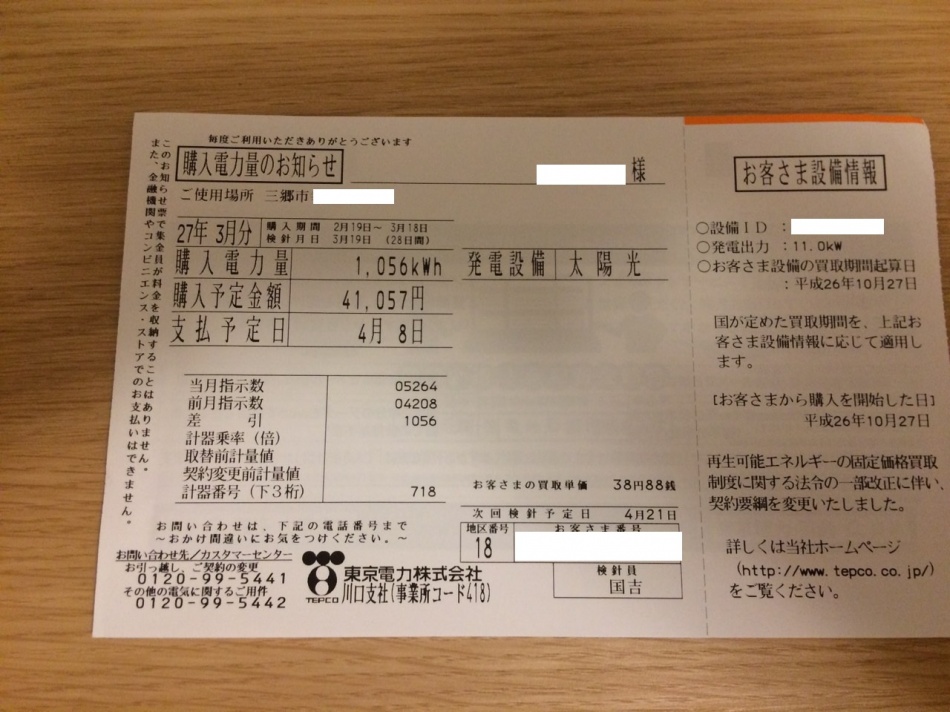 毎度ご利用いただきありがとうございます
購入電力量のお知らせ
様
ご使用場所 三郷市
27年 3月分
購入期間 2月19日～ 3月18日
検針月日 3月19日 (28日間)
購入電力量 1,056kWh
発電設備 太陽光
購入予定金額 41,057円
支払予定日 4月 8日
当月指示数 05264
前月指示数 04208
差引 1056
計器乗率(倍)
取替前計量値
契約変更前計量値
計器番号(下3桁) 718
お客さまの買取単価 38円88銭
次回検針予定日 4月21日
地区番号 お客さま番号
18
検針員
国吉
お問い合わせは、下記の電話番号まで
～おかけ間違いにお気をつけください。～
お問い合わせ先/カスタマーセンター
お引っ越し、ご契約の変更
0120-99-5441
その他の電気に関するご用件
0120-99-5442
TEPCO
東京電力株式会社
川口支社(事業所コード418)
このお知らせ票で集金員が料金を収納することはありません。
また、金融機関やコンビニエンス・ストアでのお支払いはできません。
お客さま設備情報
○設備ID :
○発電出力 :11.0kW
○お客さま設備の買取期間起算日
:平成26年10月27日
国が定めた買取期間を、上記お
客さま設備情報に応じて適用し
ます。
[お客さまから購入を開始した日]
平成26年10月27日
再生可能エネルギーの固定価格買取
制度に関する法令の一部改正に伴い、
契約要綱を変更いたしました。
詳しくは当社ホームページ
(http://www.tepco.co.jp/)
をご覧ください。